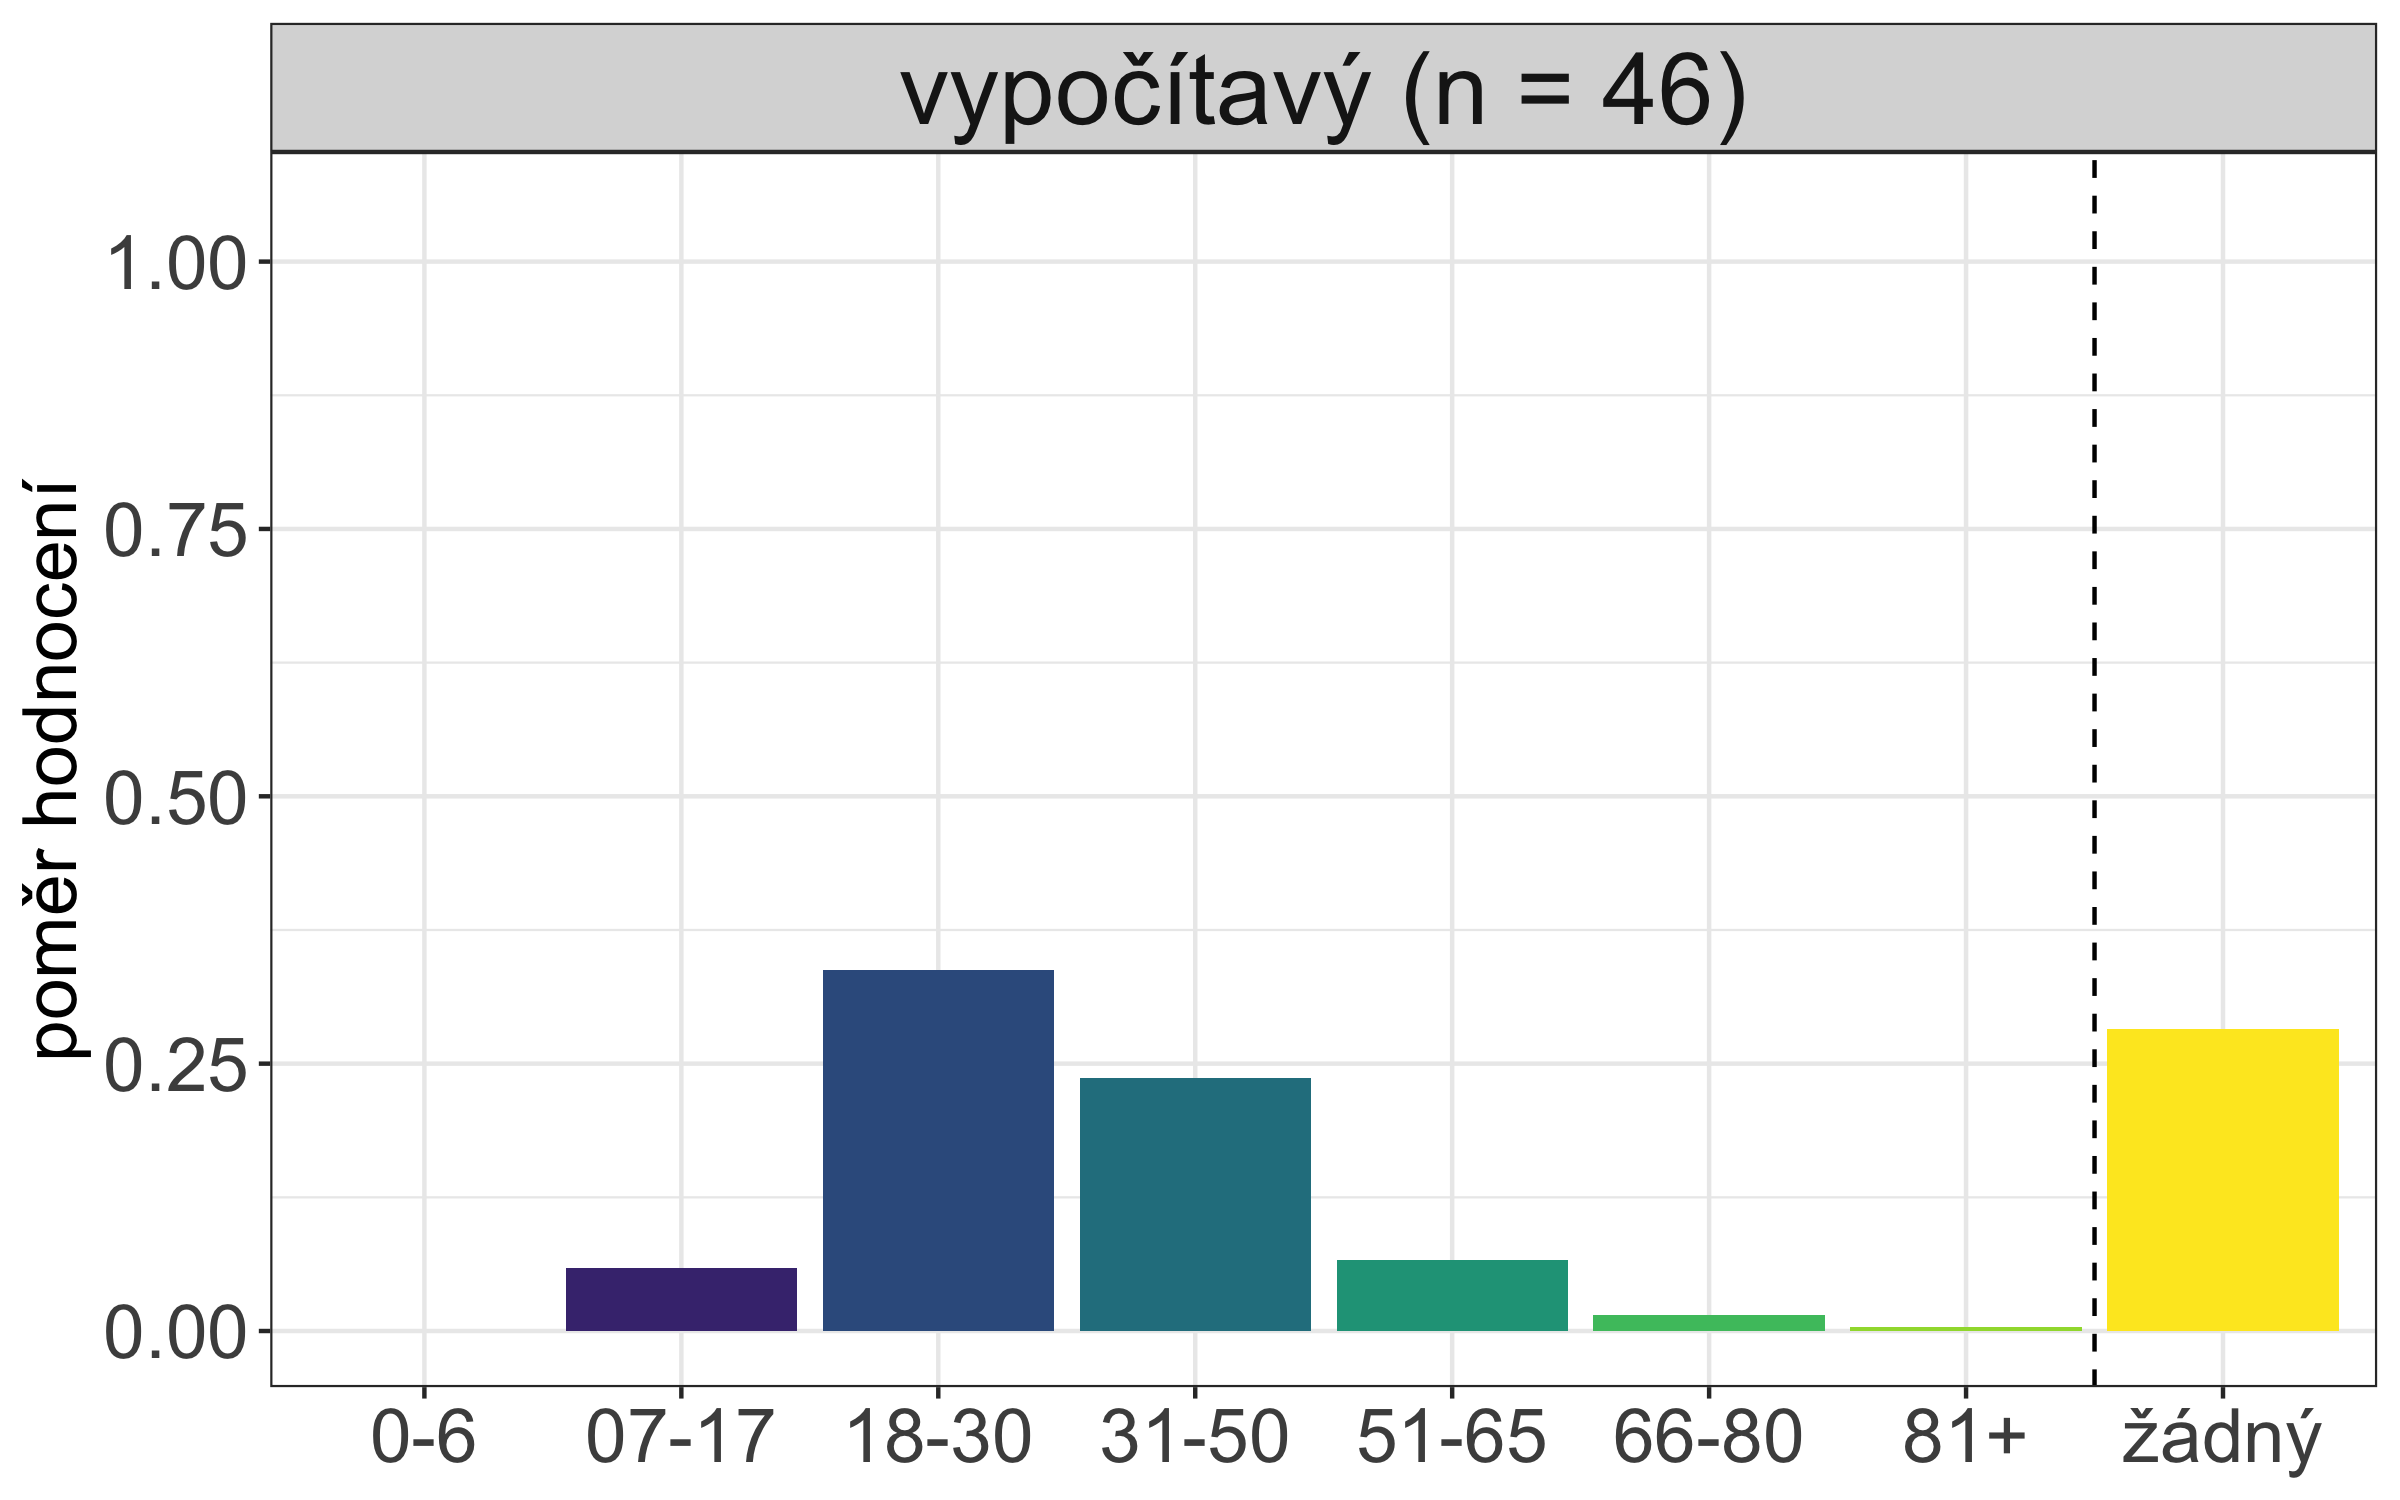 vypočítavý (n = 46)
poměr hodnocení
1.00
0.75
0.50
0.25
0.00
0-6 07-17 18-30 31-50 51-65 66-80 81+ žádný